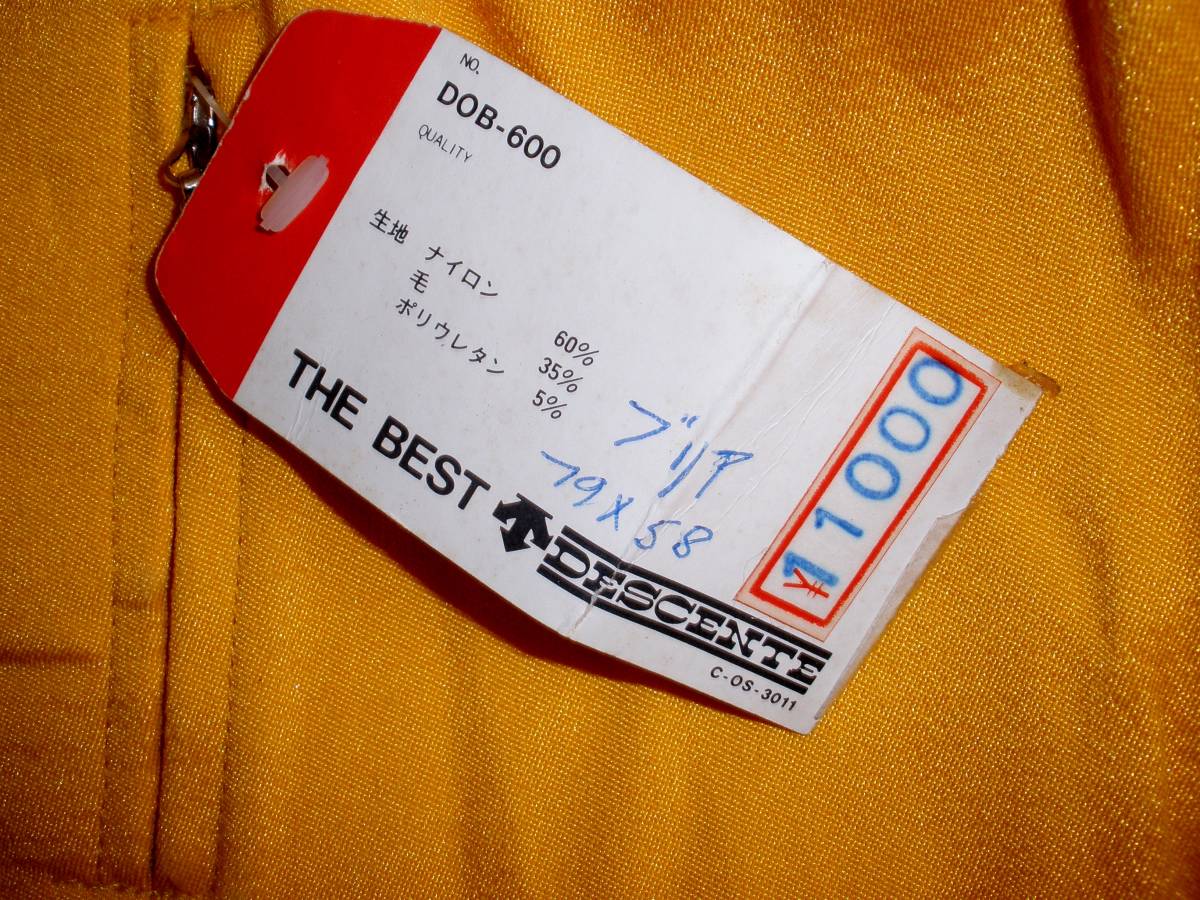 NO.
DOB-600
QUALITY
生地 ナイロン 60%
毛 35%
ポリウレタン 5%
ブリア
79×58
¥11000
THE BEST DESCENTE
C-OS-3011